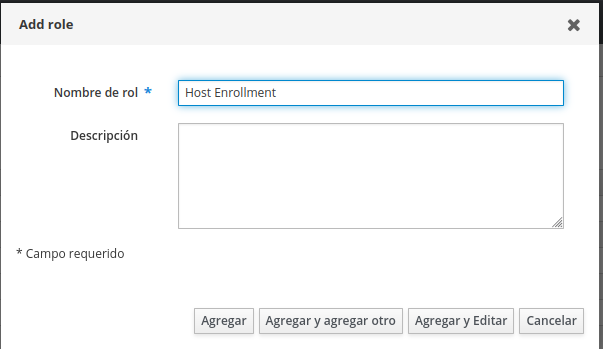 Add role
Nombre de rol * Host Enrollment
Descripción
* Campo requerido
Agregar Agregar y agregar otro Agregar y Editar Cancelar